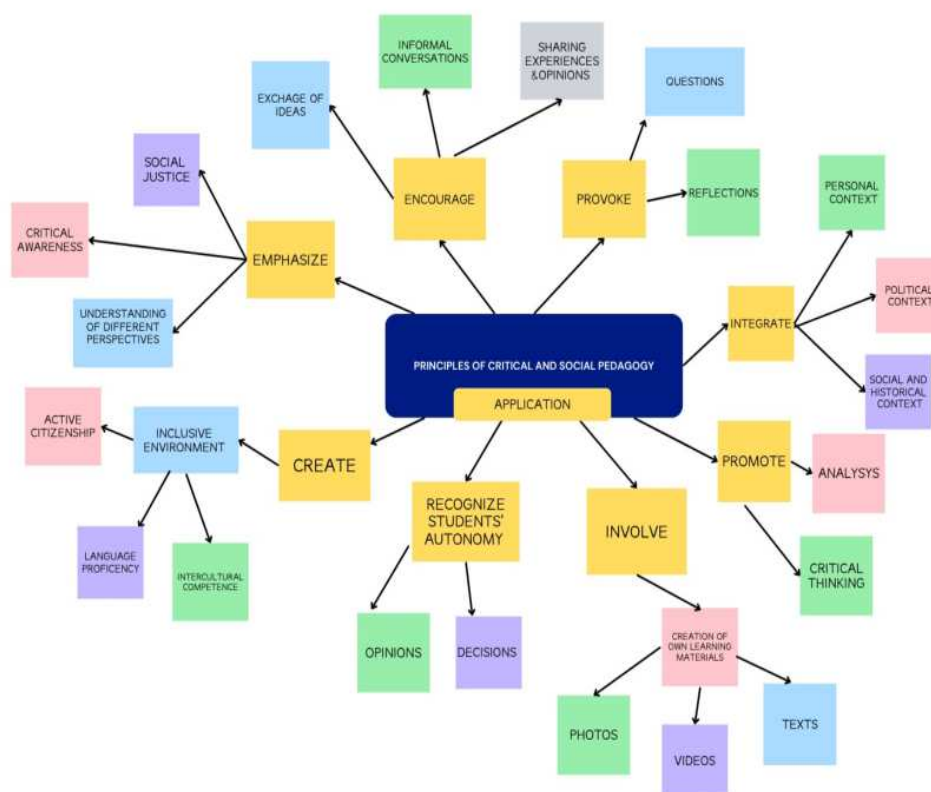 INFORMAL
CONVERSATIONS
SHARING
EXPERIENCES
&OPINIONS
EXCHAGE OF
IDEAS
QUESTIONS
SOCIAL
JUSTICE
ENCOURAGE
PROVOKE
REFLECTIONS
PERSONAL
CONTEXT
CRITICAL
AWARENESS
EMPHASIZE
UNDERSTANDING
OF DIFFERENT
PERSPECTIVES
INTEGRATE
POLITICAL
CONTEXT
SOCIAL AND
HISTORICAL
CONTEXT
PRINCIPLES OF CRITICAL AND SOCIAL PEDAGOGY
APPLICATION
ACTIVE
CITIZENSHIP
INCLUSIVE
ENVIRONMENT
CREATE
LANGUAGE
PROFICIENCY
INTERCULTURAL
COMPETENCE
RECOGNIZE
STUDENTS'
AUTONOMY
OPINIONS
DECISIONS
INVOLVE
PROMOTE
ANALYSYS
CRITICAL
THINKING
CREATION OF
OWN LEARNING
MATERIALS
PHOTOS
VIDEOS
TEXTS